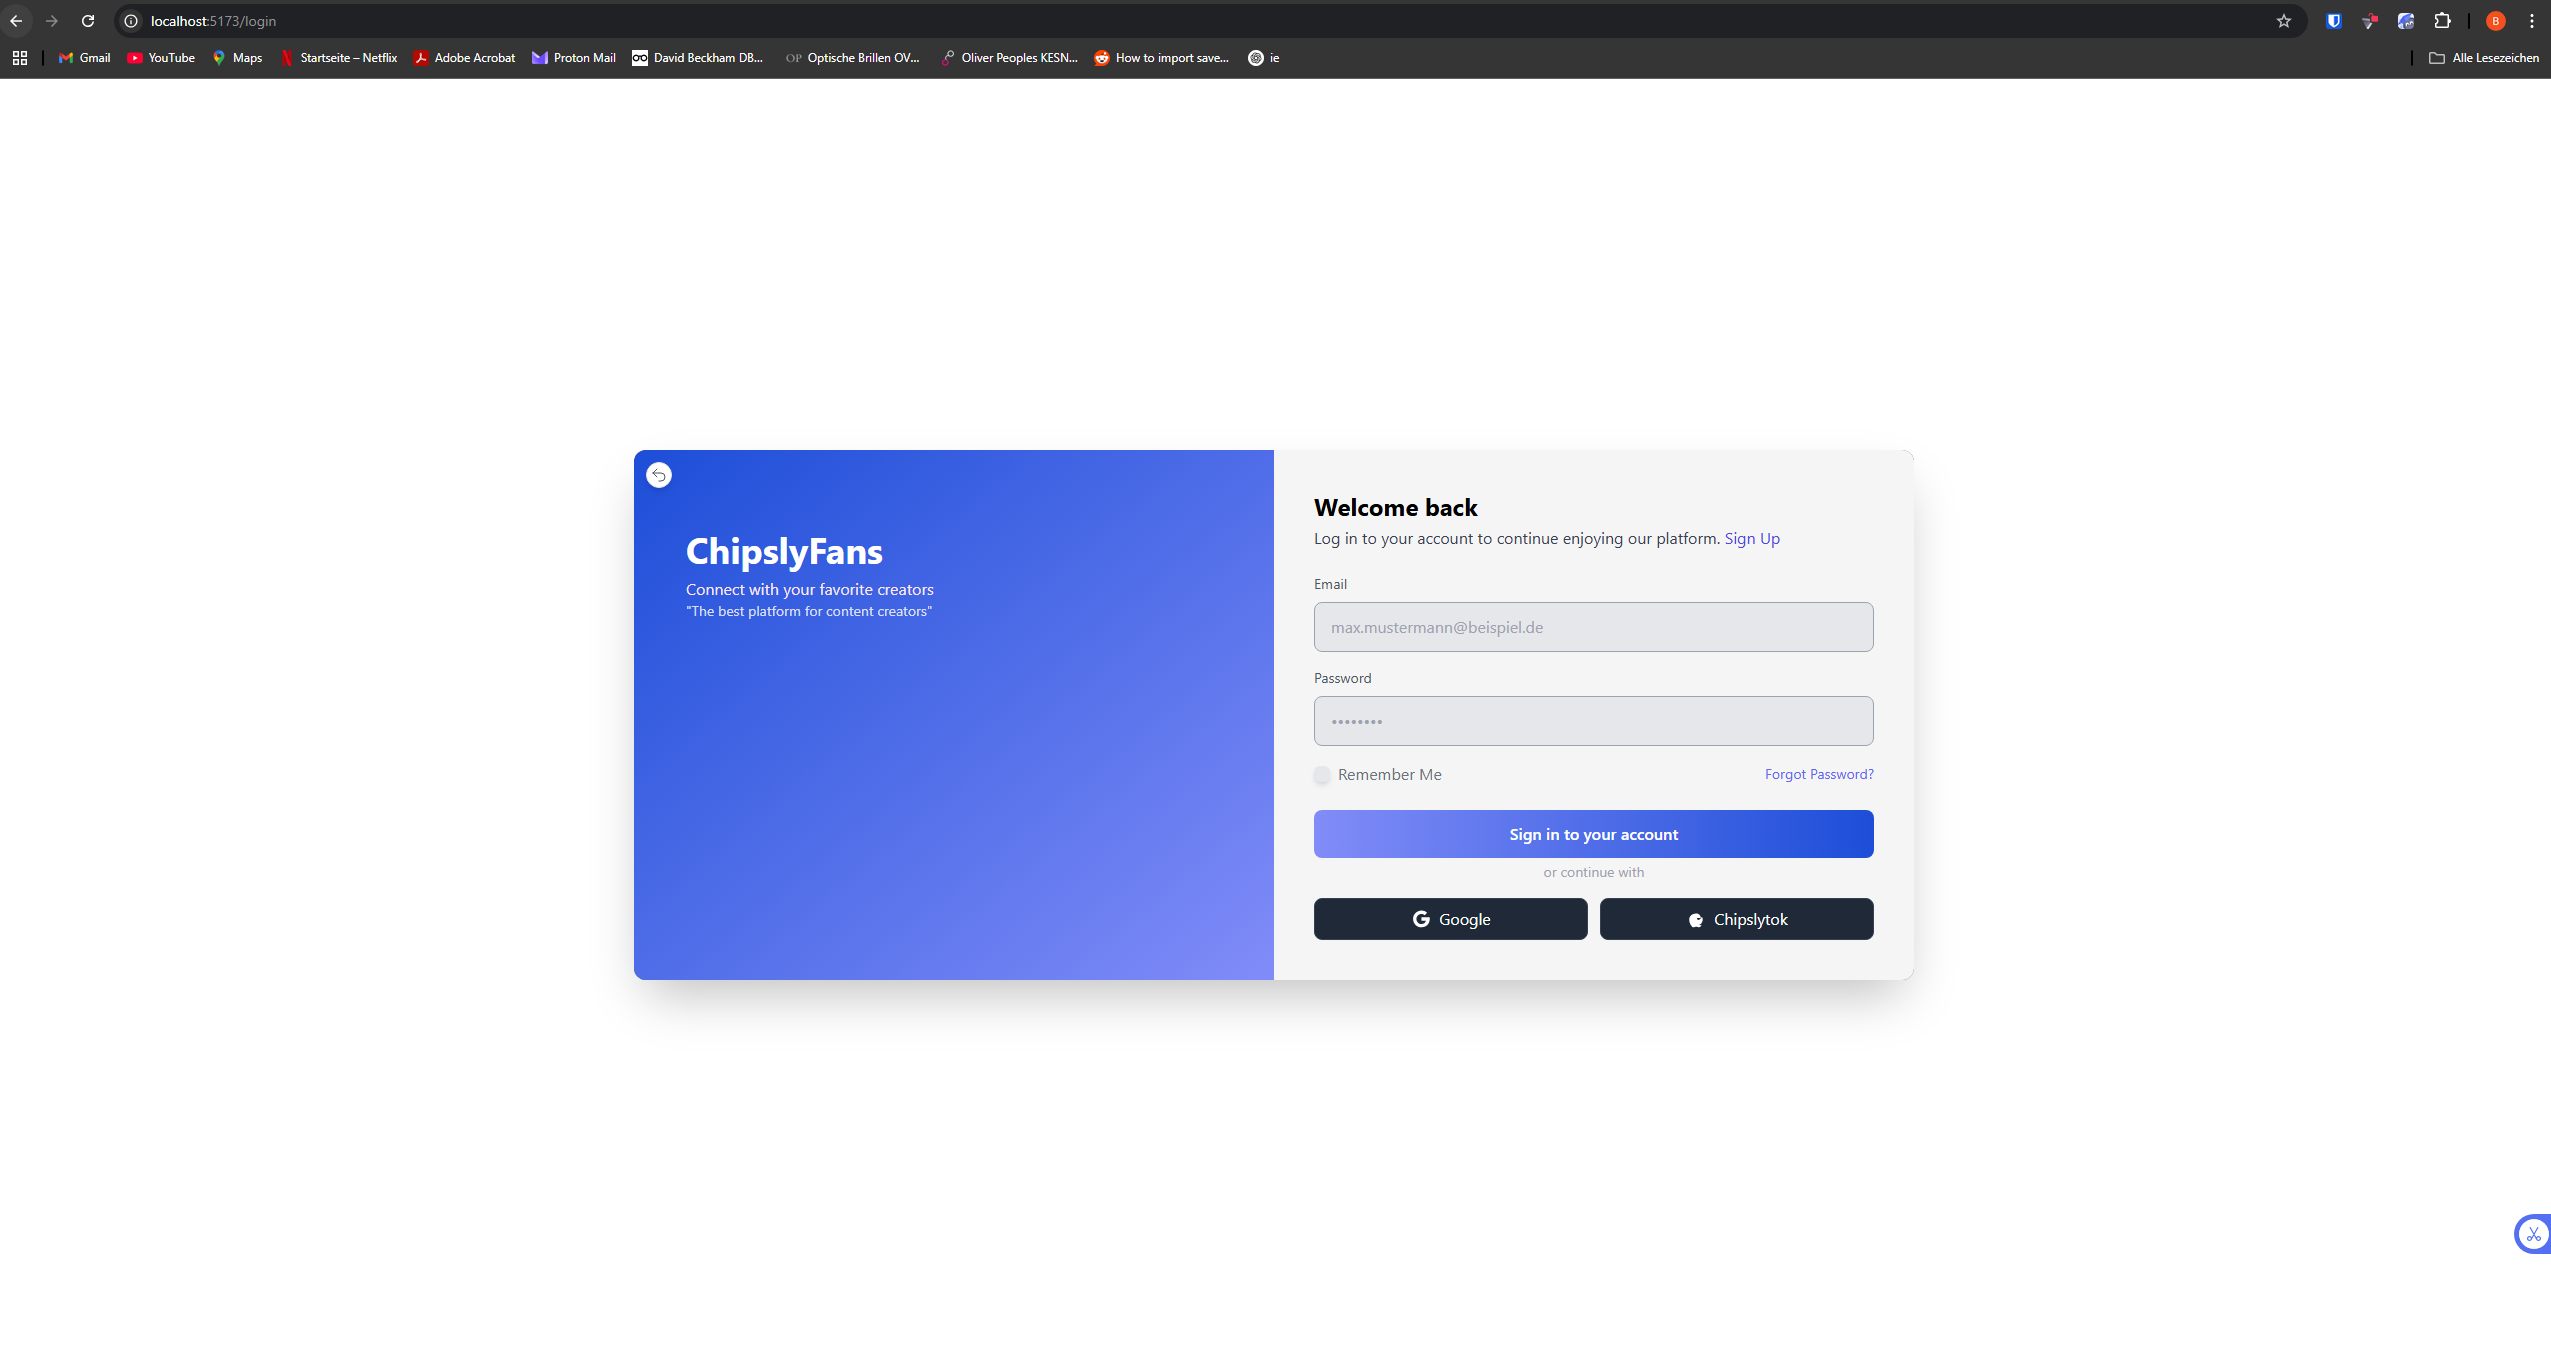 localhost:5173/login
B
Gmail
YouTube
Maps
Startseite – Netflix
Adobe Acrobat
Proton Mail
David Beckham DB...
OP Optische Brillen OV...
Oliver Peoples KESN...
How to import save...
ie
Alle Lesezeichen
ChipslyFans
Connect with your favorite creators
"The best platform for content creators"
Welcome back
Log in to your account to continue enjoying our platform. Sign Up
Email
max.mustermann@beispiel.de
Password
••••••••
Remember Me
Forgot Password?
Sign in to your account
or continue with
G Google
Chipslytok